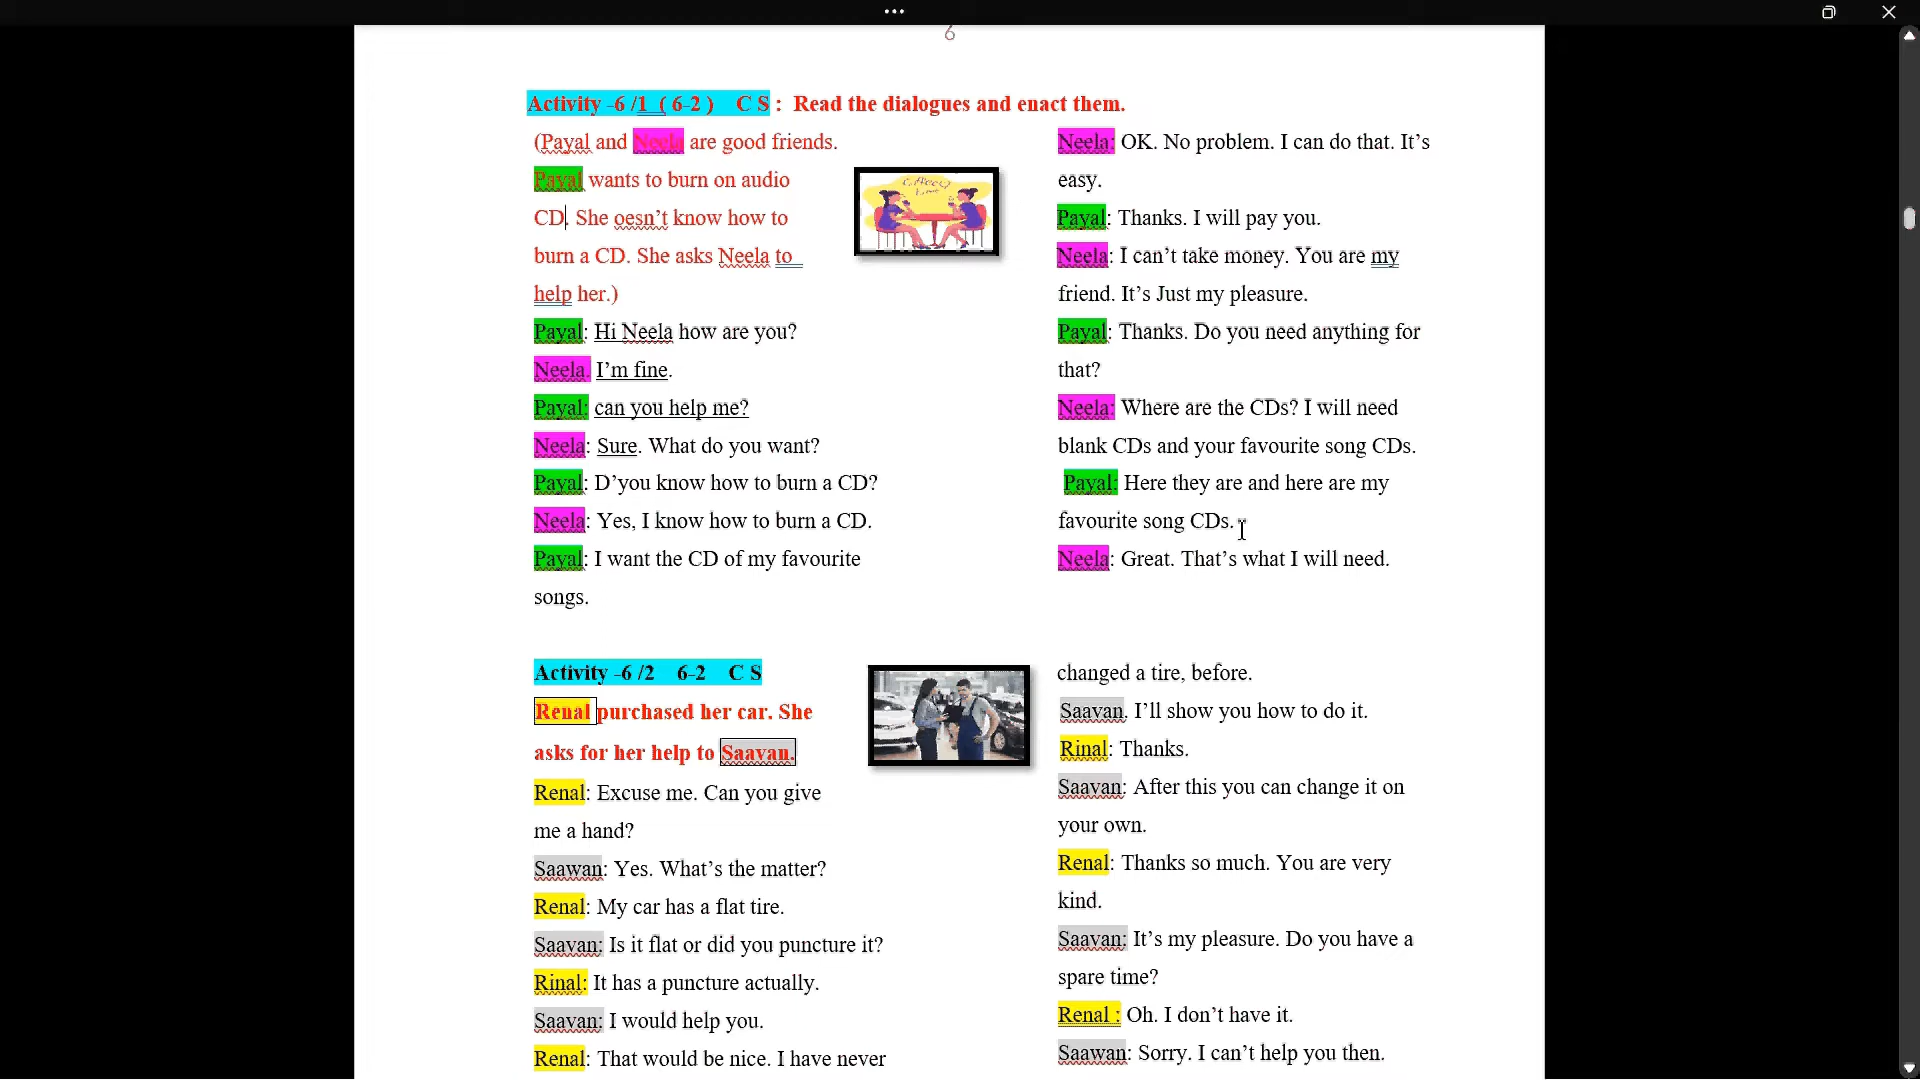 6
Activity -6 /1 ( 6-2 ) C S : Read the dialogues and enact them.
(Payal and Neela are good friends.
Payal wants to burn on audio
CD. She oesn’t know how to
burn a CD. She asks Neela to
help her.)
Payal: Hi Neela how are you?
Neela. I’m fine.
Payal: can you help me?
Neela: Sure. What do you want?
Payal: D’you know how to burn a CD?
Neela: Yes, I know how to burn a CD.
Payal: I want the CD of my favourite
songs.
Neela: OK. No problem. I can do that. It’s
easy.
Payal: Thanks. I will pay you.
Neela: I can’t take money. You are my
friend. It’s Just my pleasure.
Payal: Thanks. Do you need anything for
that?
Neela: Where are the CDs? I will need
blank CDs and your favourite song CDs.
Payal: Here they are and here are my
favourite song CDs.
Neela: Great. That’s what I will need.
Activity -6 /2 6-2 C S
Renal purchased her car. She
asks for her help to Saavan.
Renal: Excuse me. Can you give
me a hand?
Saawan: Yes. What’s the matter?
Renal: My car has a flat tire.
Saavan: Is it flat or did you puncture it?
Rinal: It has a puncture actually.
Saavan: I would help you.
Renal: That would be nice. I have never
changed a tire, before.
Saavan. I’ll show you how to do it.
Rinal: Thanks.
Saavan: After this you can change it on
your own.
Renal: Thanks so much. You are very
kind.
Saavan: It’s my pleasure. Do you have a
spare time?
Renal : Oh. I don’t have it.
Saawan: Sorry. I can’t help you then.